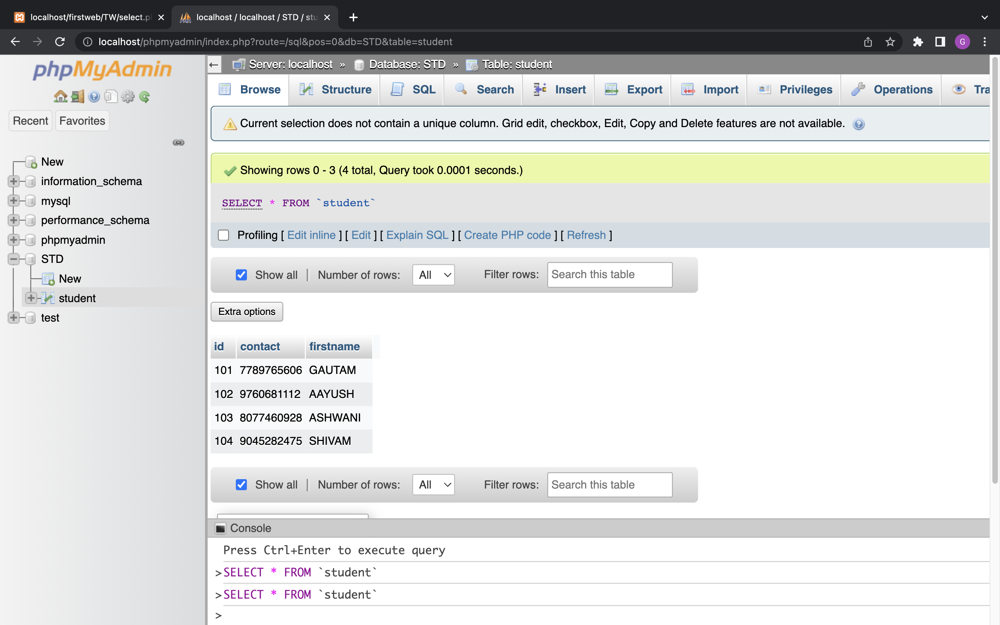 localhost/firstweb/TW/select.p
localhost / localhost / STD / stu
localhost/phpmyadmin/index.php?route=/sql&pos=0&db=STD&table=student
G
phpMyAdmin
Recent Favorites
New
information_schema
mysql
performance_schema
phpmyadmin
STD
New
student
test
Server: localhost » Database: STD » Table: student
Browse Structure SQL Search Insert Export Import Privileges Operations Tra
Current selection does not contain a unique column. Grid edit, checkbox, Edit, Copy and Delete features are not available.
Showing rows 0 - 3 (4 total, Query took 0.0001 seconds.)
SELECT * FROM `student`
Profiling [ Edit inline ] [ Edit ] [ Explain SQL ] [ Create PHP code ] [ Refresh ]
Show all | Number of rows: All Filter rows: Search this table
Extra options
id contact firstname
101 7789765606 GAUTAM
102 9760681112 AAYUSH
103 8077460928 ASHWANI
104 9045282475 SHIVAM
Show all | Number of rows: All Filter rows: Search this table
Console
Press Ctrl+Enter to execute query
>SELECT * FROM `student`
>SELECT * FROM `student`
>